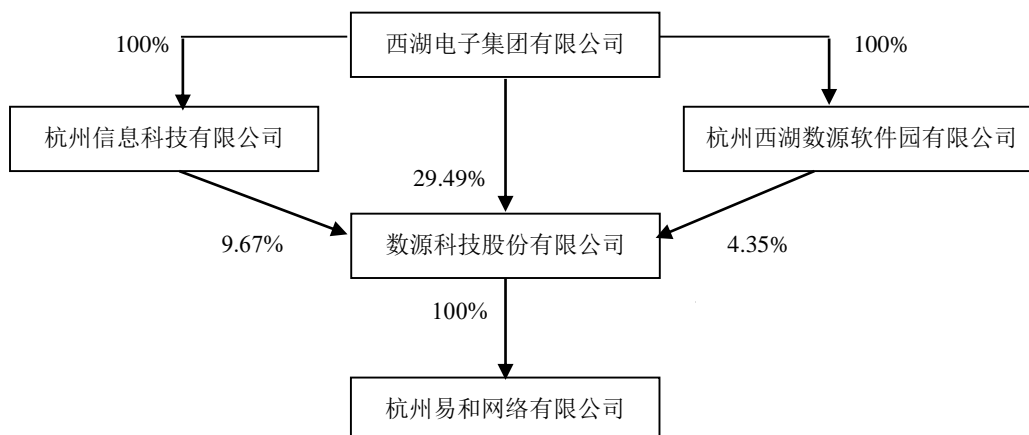 100%
西湖电子集团有限公司
100%
杭州信息科技有限公司
杭州西湖数源软件园有限公司
29.49%
9.67%
数源科技股份有限公司
4.35%
100%
杭州易和网络有限公司